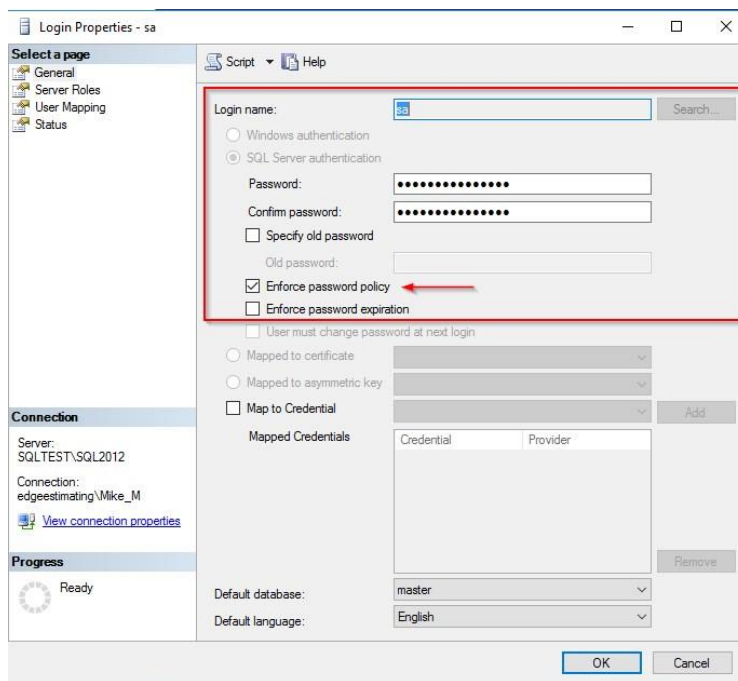 Login Properties - sa
Select a page
General
Server Roles
User Mapping
Status
Script Help
Login name: sa Search...
Windows authentication
SQL Server authentication
Password: ●●●●●●●●●●●●●●●
Confirm password: ●●●●●●●●●●●●●●●
Specify old password
Old password:
Enforce password policy
Enforce password expiration
User must change password at next login
Mapped to certificate
Mapped to asymmetric key
Map to Credential Add
Mapped Credentials Credential Provider
Remove
Default database: master
Default language: English
Connection
Server:
SQLTEST\SQL2012
Connection:
edgeestimating\Mike_M
View connection properties
Progress
Ready
OK Cancel